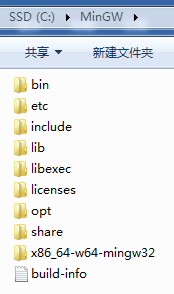 SSD (C:) ▸ MinGW ▸
共享 ▼ 新建文件夹
bin
etc
include
lib
libexec
licenses
opt
share
x86_64-w64-mingw32
build-info